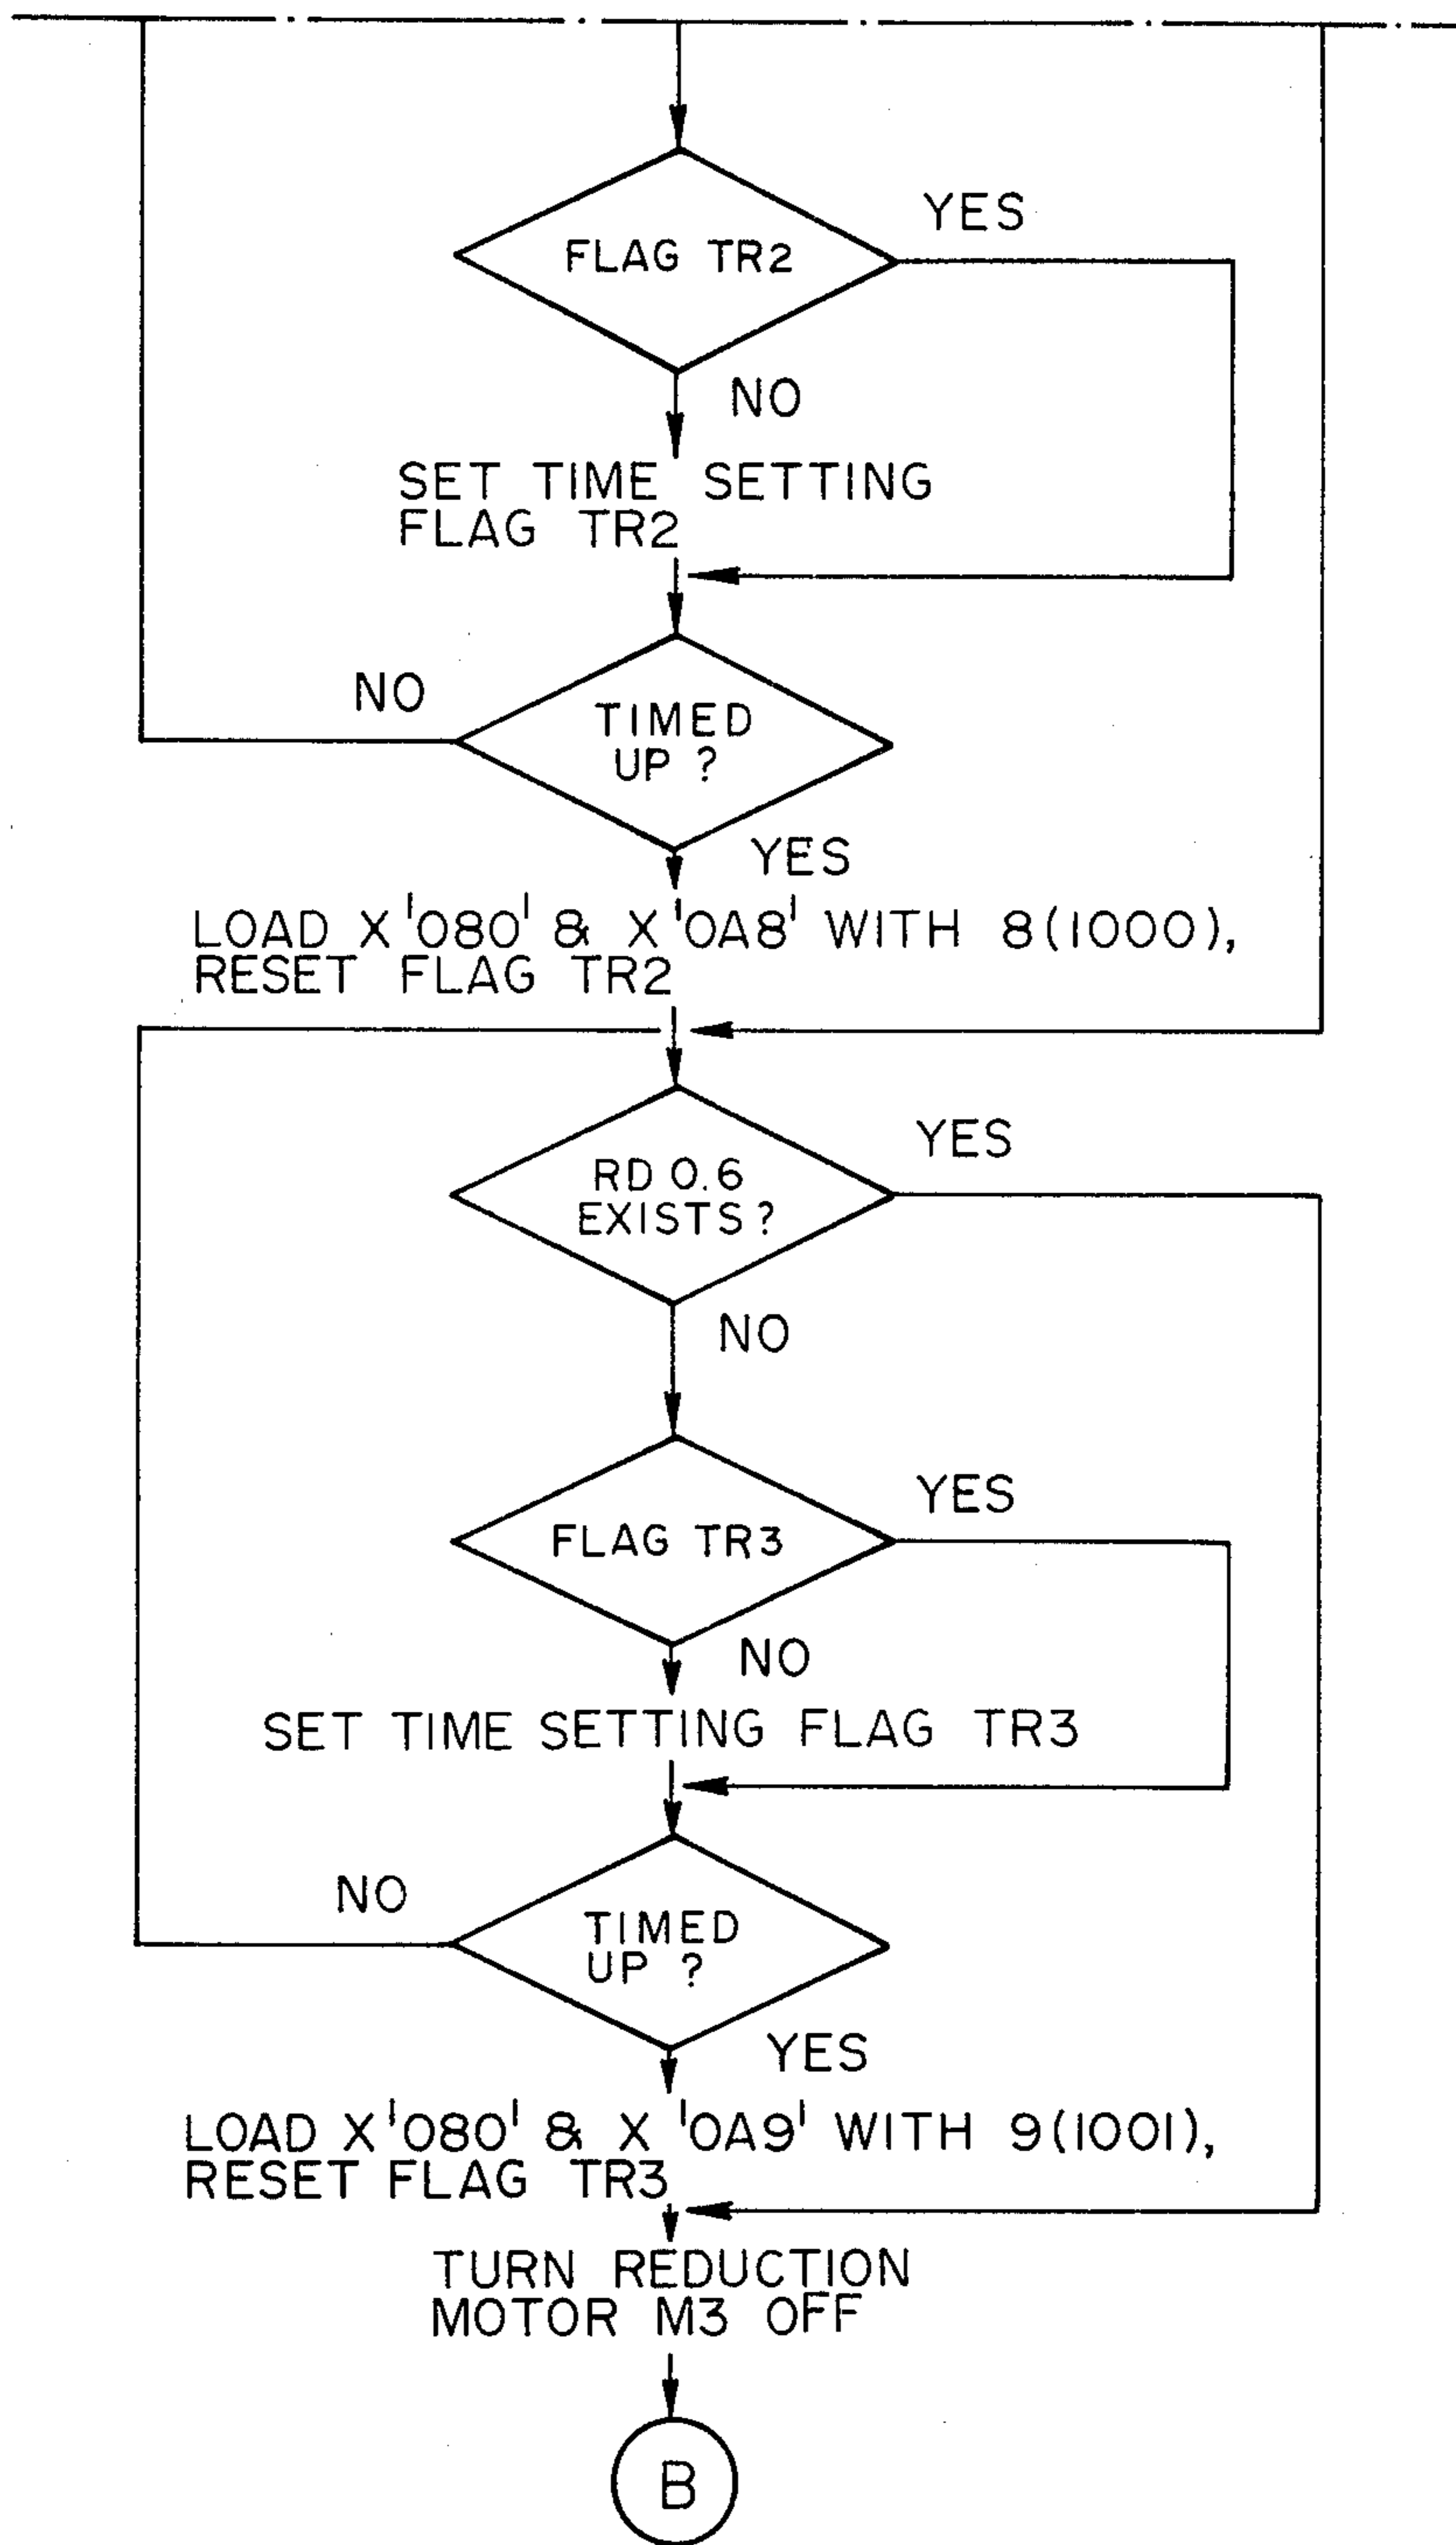 YES
FLAG TR2
NO
SET TIME SETTING
FLAG TR2
NO
TIMED
UP ?
YES
LOAD X'080' & X'0A8' WITH 8(1000),
RESET FLAG TR2
YES
RD 0.6
EXISTS ?
NO
YES
FLAG TR3
NO
SET TIME SETTING FLAG TR3
NO
TIMED
UP ?
YES
LOAD X'080' & X'0A9' WITH 9(1001),
RESET FLAG TR3
TURN REDUCTION
MOTOR M3 OFF
B